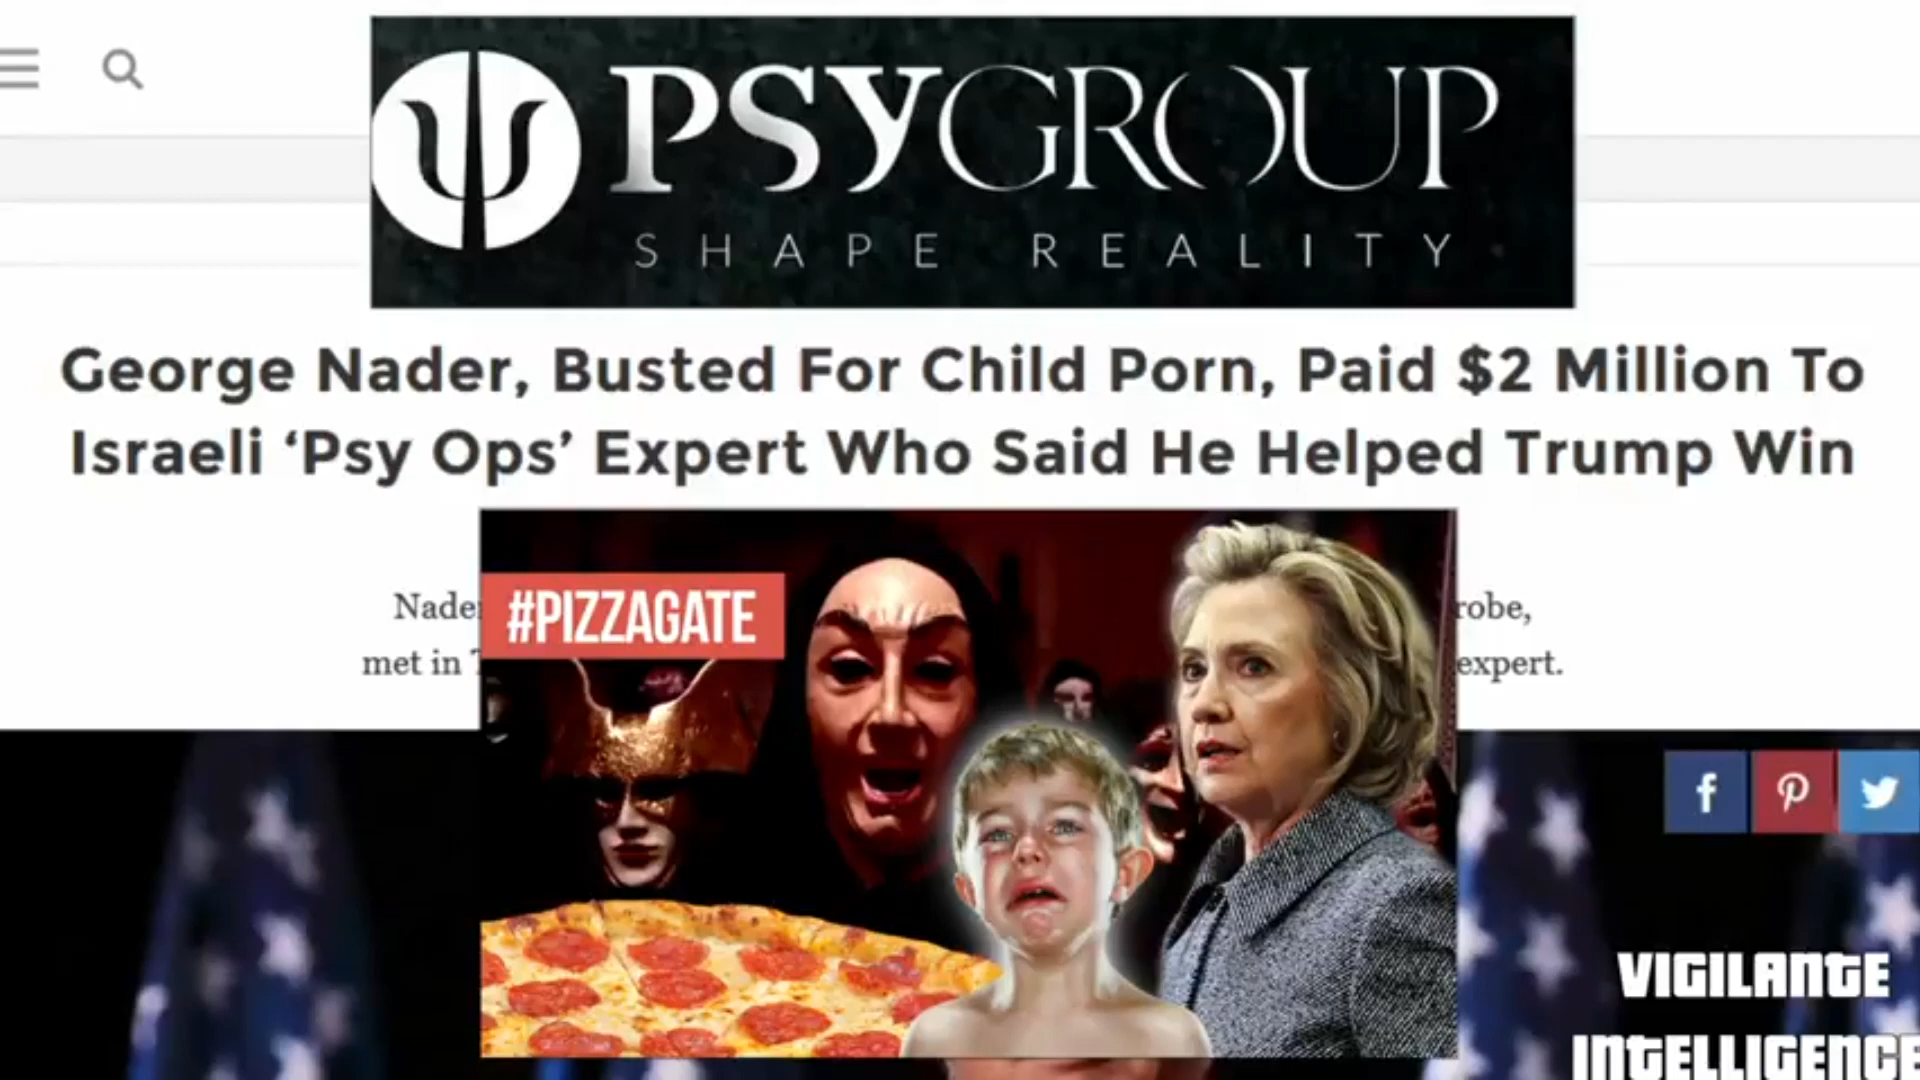 PSYGROUP
SHAPE REALITY
George Nader, Busted For Child Porn, Paid $2 Million To
Israeli ‘Psy Ops’ Expert Who Said He Helped Trump Win
#PIZZAGATE
robe,
met in
expert.
VIGILANTE
INTELLIGENCE